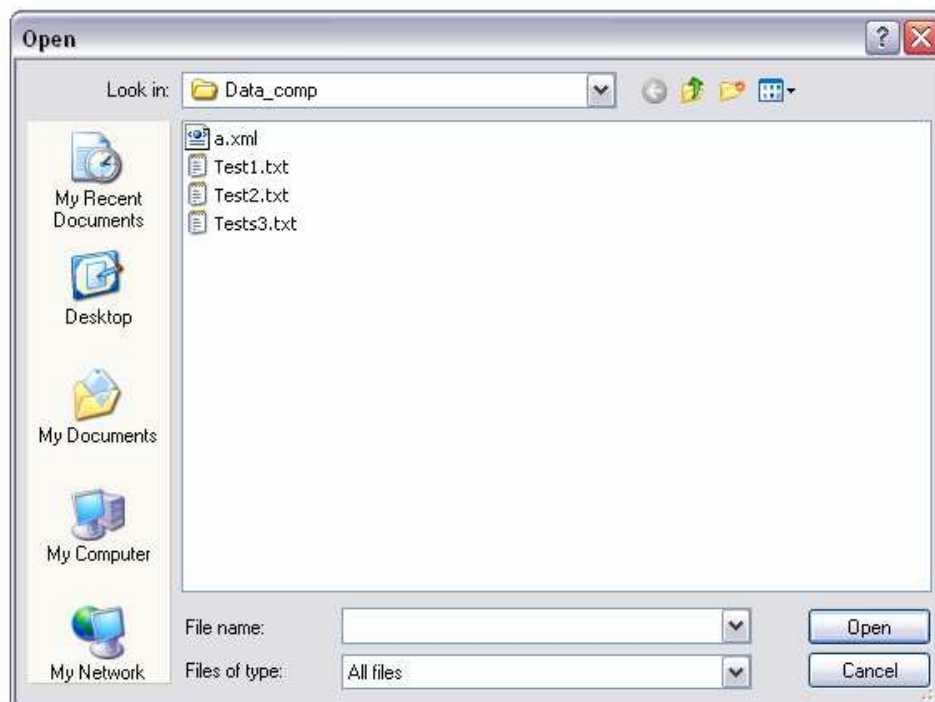 Open
Look in: Data_comp
a.xml
Test1.txt
Test2.txt
Tests3.txt
My Recent
Documents
Desktop
My Documents
My Computer
My Network
File name:
Open
Files of type: All files
Cancel